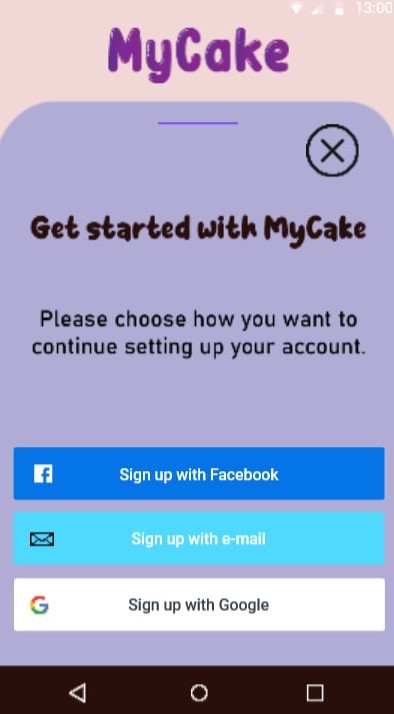 13:00
MyCake
Get started with MyCake
Please choose how you want to
continue setting up your account.
Sign up with Facebook
Sign up with e-mail
Sign up with Google